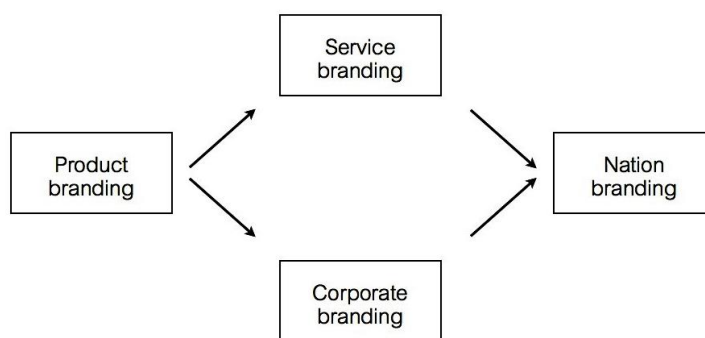 Service
branding
Product
branding
Nation
branding
Corporate
branding